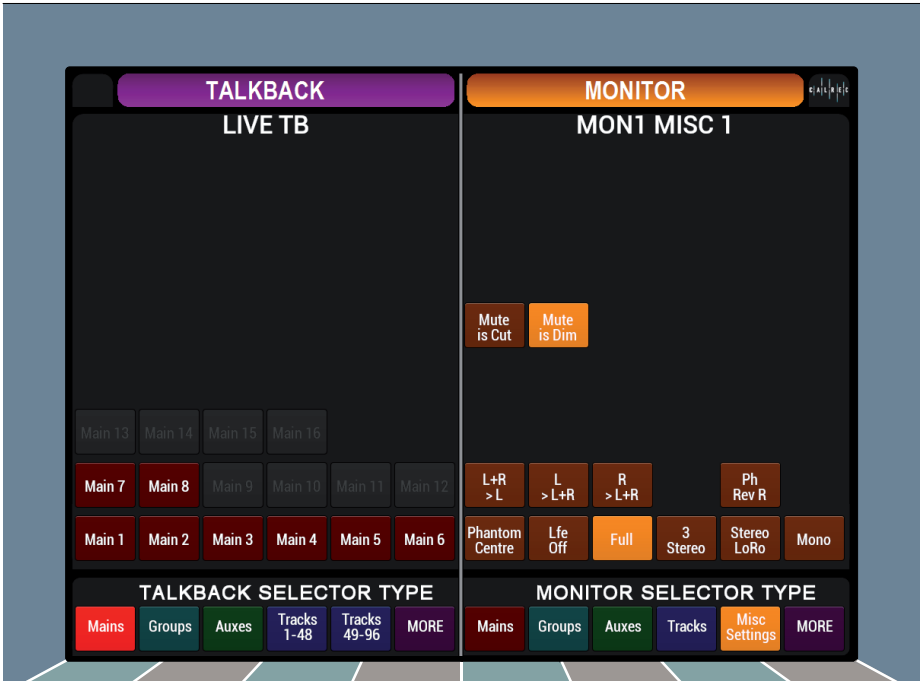 TALKBACK
LIVE TB
Main 13 Main 14 Main 15 Main 16
Main 7 Main 8 Main 9 Main 10 Main 11 Main 12
Main 1 Main 2 Main 3 Main 4 Main 5 Main 6
TALKBACK SELECTOR TYPE
Mains Groups Auxes Tracks 1-48 Tracks 49-96 MORE
MONITOR
CALREC
MON1 MISC 1
Mute is Cut Mute is Dim
L+R > L L > L+R R > L+R Ph Rev R
Phantom Centre Lfe Off Full 3 Stereo Stereo LoRo Mono
MONITOR SELECTOR TYPE
Mains Groups Auxes Tracks Misc Settings MORE